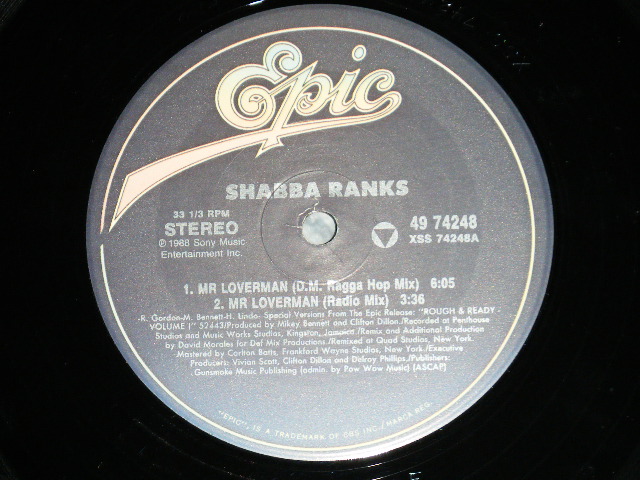 Epic
SHABBA RANKS
33 1/3 RPM
STEREO
℗ 1988 Sony Music
Entertainment Inc.
49 74248
XSS 74248A
1. MR LOVERMAN (D.M. Ragga Hop Mix) 6:05
2. MR LOVERMAN (Radio Mix) 3:36
-R. Gordon-M. Bennett-H. Lindo- Special Versions From The Epic Release: "ROUGH & READY -
VOLUME I" 52443/Produced by Mikey Bennett and Clifton Dillon/Recorded at Penthouse
Studios and Music Works Studios, Kingston, Jamaica/Remix and Additional Production
by David Morales for Def Mix Productions/Remixed at Quad Studios, New York.
Mastered by Carlton Batts, Frankford Wayne Studios, New York/Executive
Producers: Vivian Scott, Clifton Dillon and Delroy Phillips/Publishers:
Gunsmoke Music Publishing (admin. by Pow Wow Music) (ASCAP)
"EPIC", IS A TRADEMARK OF CBS INC./MARCA REG.